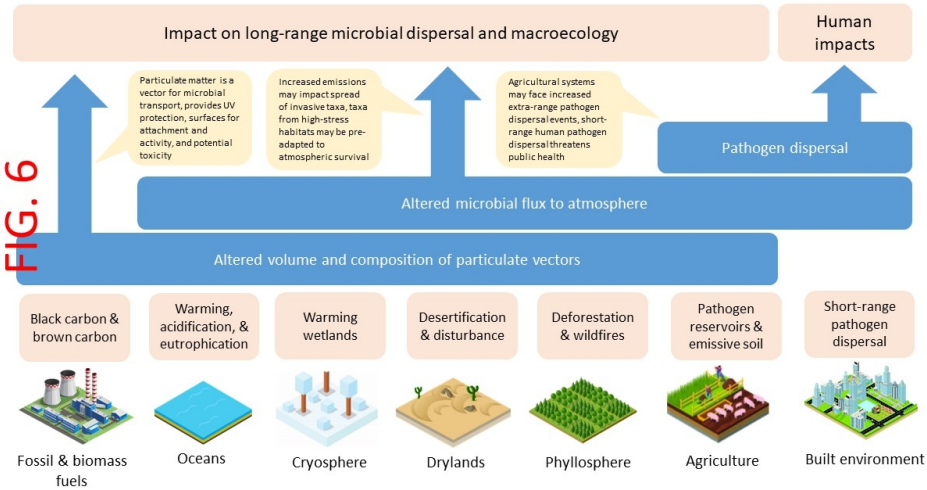 Impact on long-range microbial dispersal and macroecology
Human
impacts
Particulate matter is a
vector for microbial
transport, provides UV
protection, surfaces for
attachment and
activity, and potential
toxicity
Increased emissions
may impact spread
of invasive taxa, taxa
from high-stress
habitats may be pre-
adapted to
atmospheric survival
Agricultural systems
may face increased
extra-range pathogen
dispersal events, short-
range human pathogen
dispersal threatens
public health
Pathogen dispersal
Altered microbial flux to atmosphere
Altered volume and composition of particulate vectors
FIG. 6
Black carbon &
brown carbon
Warming,
acidification, &
eutrophication
Warming
wetlands
Desertification
& disturbance
Deforestation
& wildfires
Pathogen
reservoirs &
emissive soil
Short-range
pathogen
dispersal
Fossil & biomass
fuels
Oceans
Cryosphere
Drylands
Phyllosphere
Agriculture
Built environment